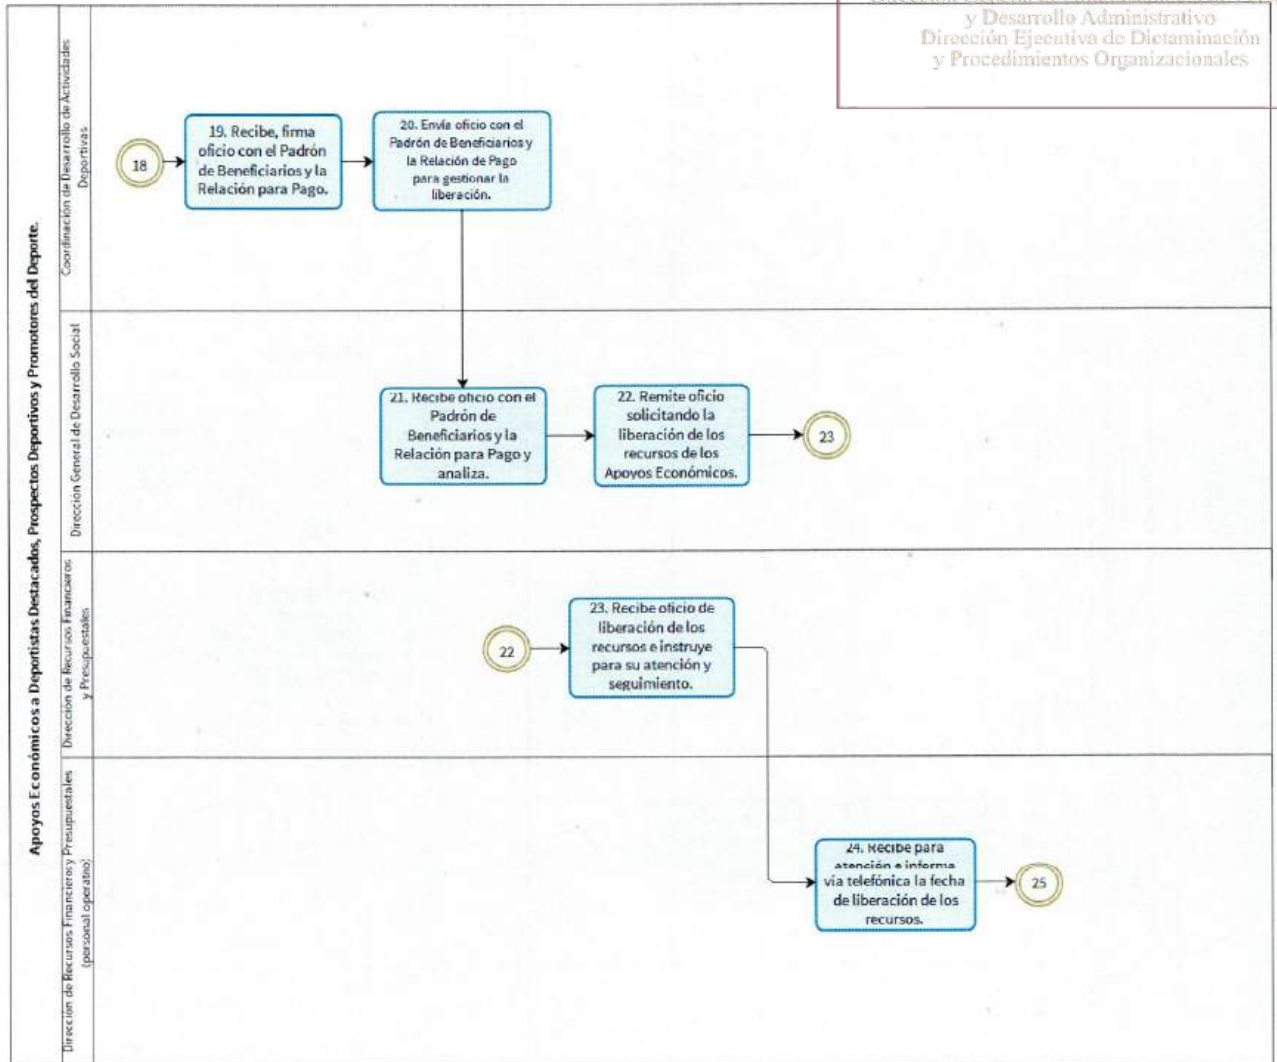 y Desarrollo Administrativo
Dirección Ejecutiva de Dictaminación
y Procedimientos Organizacionales
Apoyos Económicos a Deportistas Destacados, Prospectos Deportivos y Promotores del Deporte.
Coordinación de Desarrollo de Actividades
Deportivas
18
19. Recibe, firma
oficio con el Padrón
de Beneficiarios y la
Relación para Pago.
20. Envía oficio con el
Padrón de Beneficiarios y
la Relación de Pago
para gestionar la
liberación.
Dirección General de Desarrollo Social
21. Recibe oficio con el
Padrón de
Beneficiarios y la
Relación para Pago y
analiza.
22. Remite oficio
solicitando la
liberación de los
recursos de los
Apoyos Económicos.
23
Dirección de Recursos Financieros
y Presupuestales
22
23. Recibe oficio de
liberación de los
recursos e instruye
para su atención y
seguimiento.
Dirección de Recursos Financieros y Presupuestales
(personal operativo)
24. Recibe para
atención e informa
vía telefónica la fecha
de liberación de los
recursos.
25